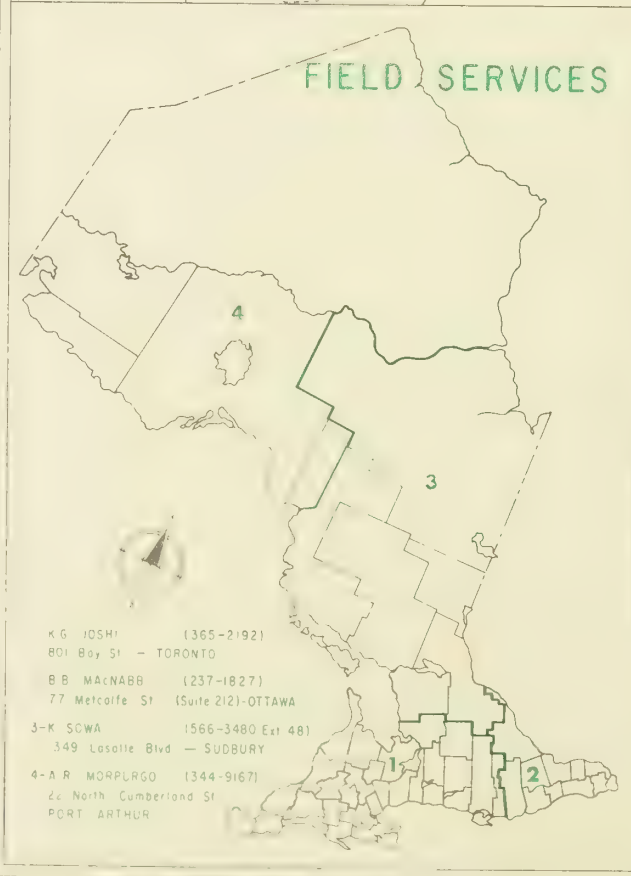 FIELD SERVICES
4
3
K G JOSHI (365-2192)
801 Bay St — TORONTO
B B MACNABB (237-1827)
77 Metcalfe St (Suite 212)-OTTAWA
3-K SOWA (566-3480 Ext 48)
349 Lasalle Blvd — SUDBURY
4-A R MORPURGO (344-9167)
22 North Cumberland St
PORT ARTHUR
1
2